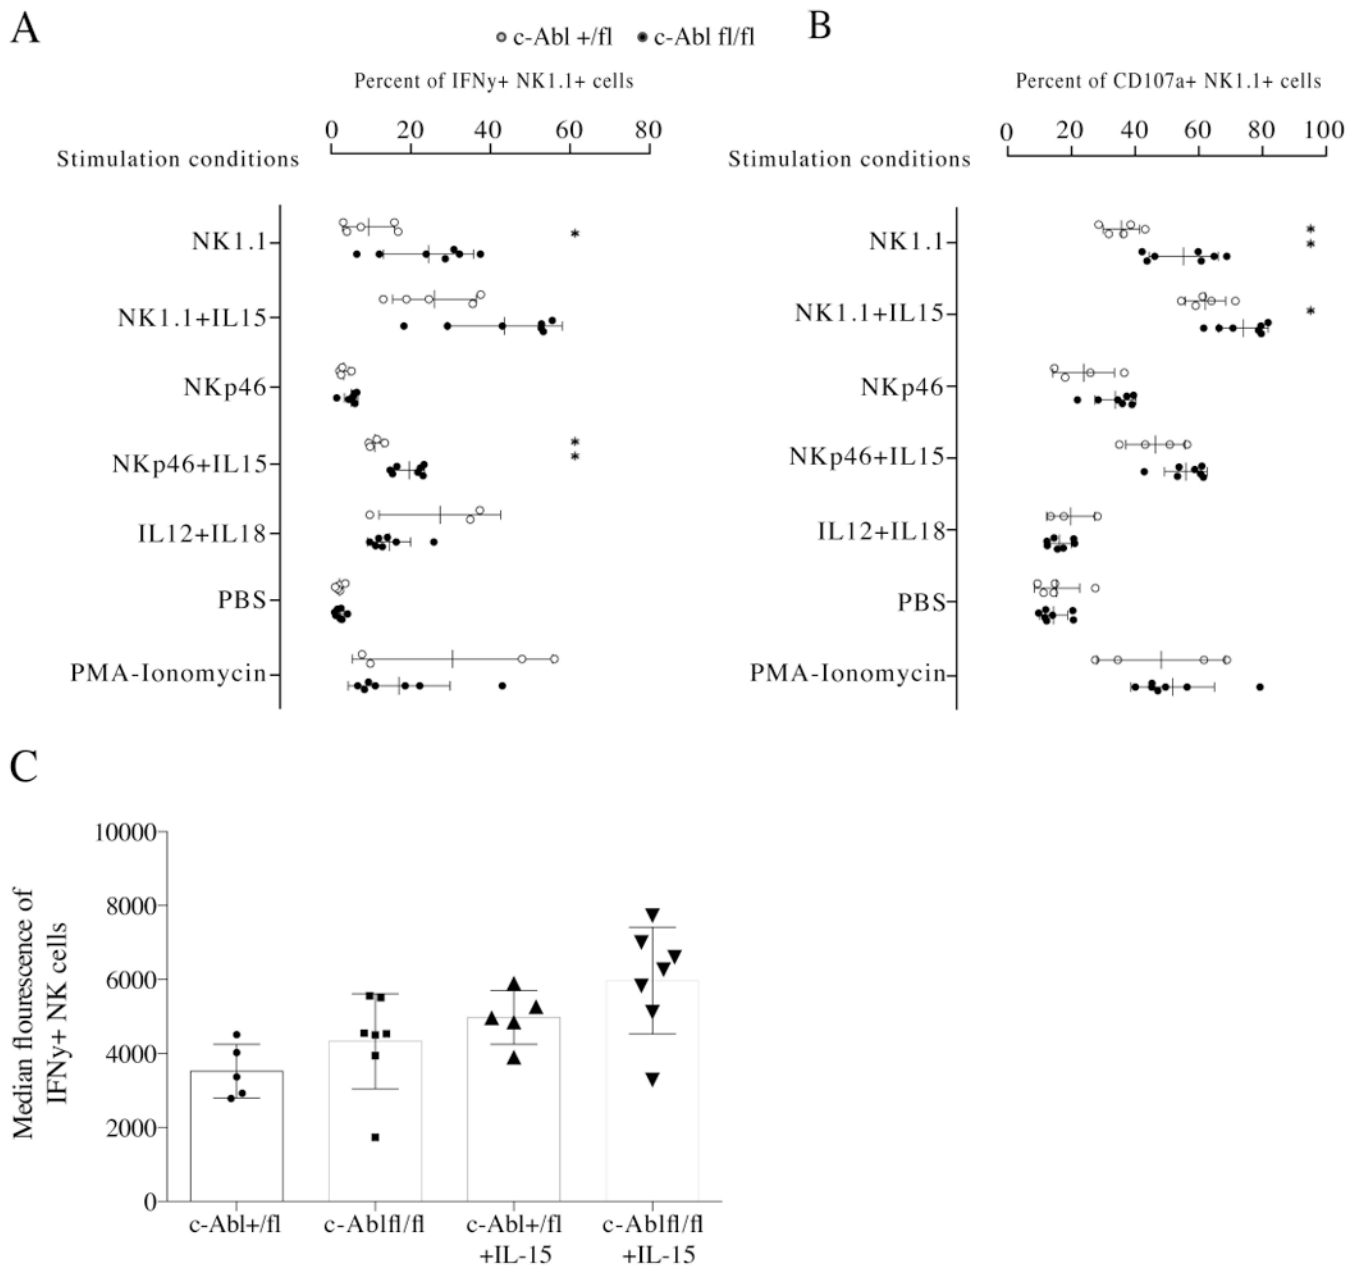 A
c-Abl +/fl c-Abl fl/fl
B
Percent of IFNy+ NK1.1+ cells
0 20 40 60 80
Stimulation conditions
NK1.1
*
NK1.1+IL15
NKp46
NKp46+IL15
*
*
IL12+IL18
PBS
PMA-Ionomycin
Percent of CD107a+ NK1.1+ cells
0 20 40 60 80 100
Stimulation conditions
NK1.1
*
*
NK1.1+IL15
*
NKp46
NKp46+IL15
IL12+IL18
PBS
PMA-Ionomycin
C
Median flourescence of
IFNy+ NK cells
10000
8000
6000
4000
2000
0
c-Abl+/fl
c-Ablfl/fl
c-Abl+/fl
+IL-15
c-Ablfl/fl
+IL-15